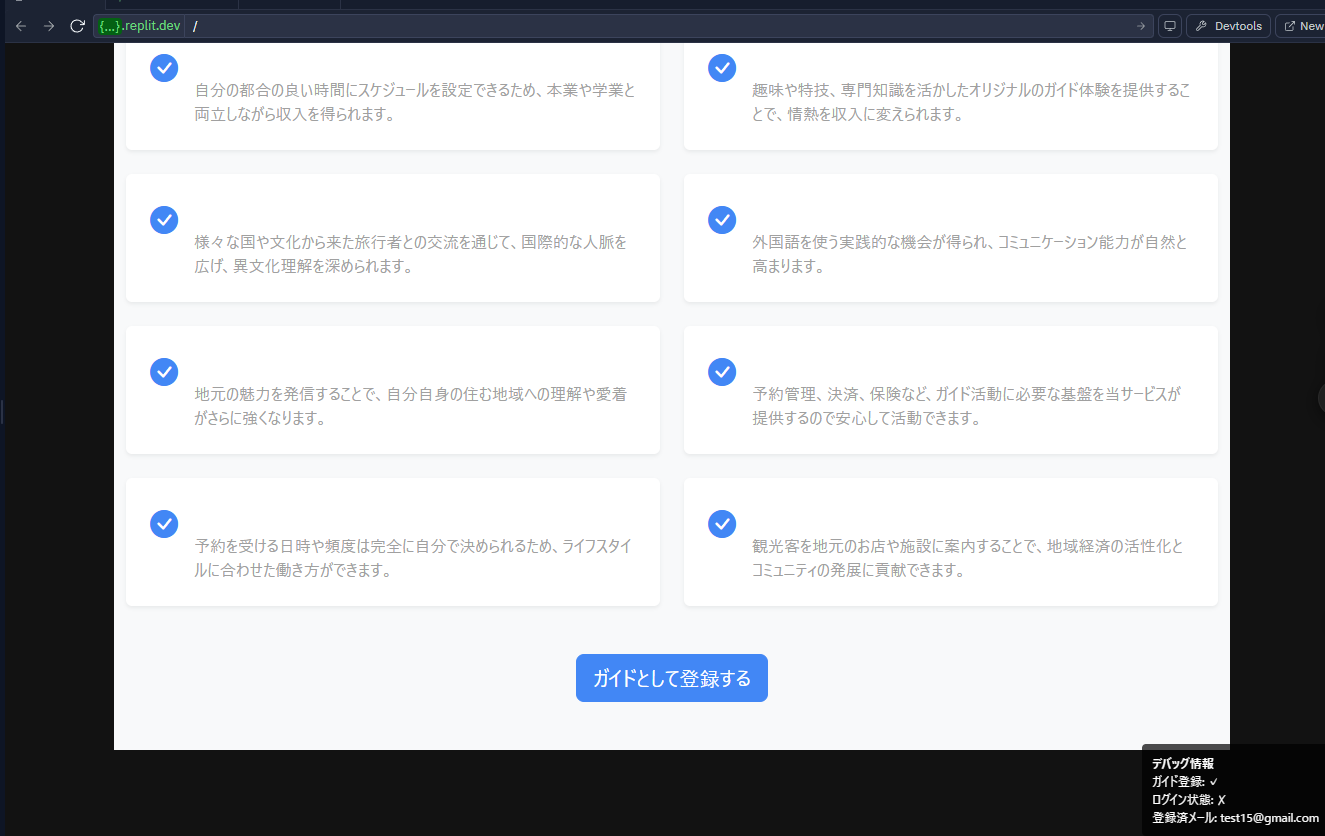 {...}.replit.dev /
Devtools
New
自分の都合の良い時間にスケジュールを設定できるため、本業や学業と
両立しながら収入を得られます。
趣味や特技、専門知識を活かしたオリジナルのガイド体験を提供するこ
とで、情熱を収入に変えられます。
様々な国や文化から来た旅行者との交流を通じて、国際的な人脈を
広げ、異文化理解を深められます。
外国語を使う実践的な機会が得られ、コミュニケーション能力が自然と
高まります。
地元の魅力を発信することで、自分自身の住む地域への理解や愛着
がさらに強くなります。
予約管理、決済、保険など、ガイド活動に必要な基盤を当サービスが
提供するので安心して活動できます。
予約を受ける日時や頻度は完全に自分で決められるため、ライフスタイ
ルに合わせた働き方ができます。
観光客を地元のお店や施設に案内することで、地域経済の活性化と
コミュニティの発展に貢献できます。
ガイドとして登録する
デバッグ情報
ガイド登録: ✓
ログイン状態: ✗
登録済メール: test15@gmail.com